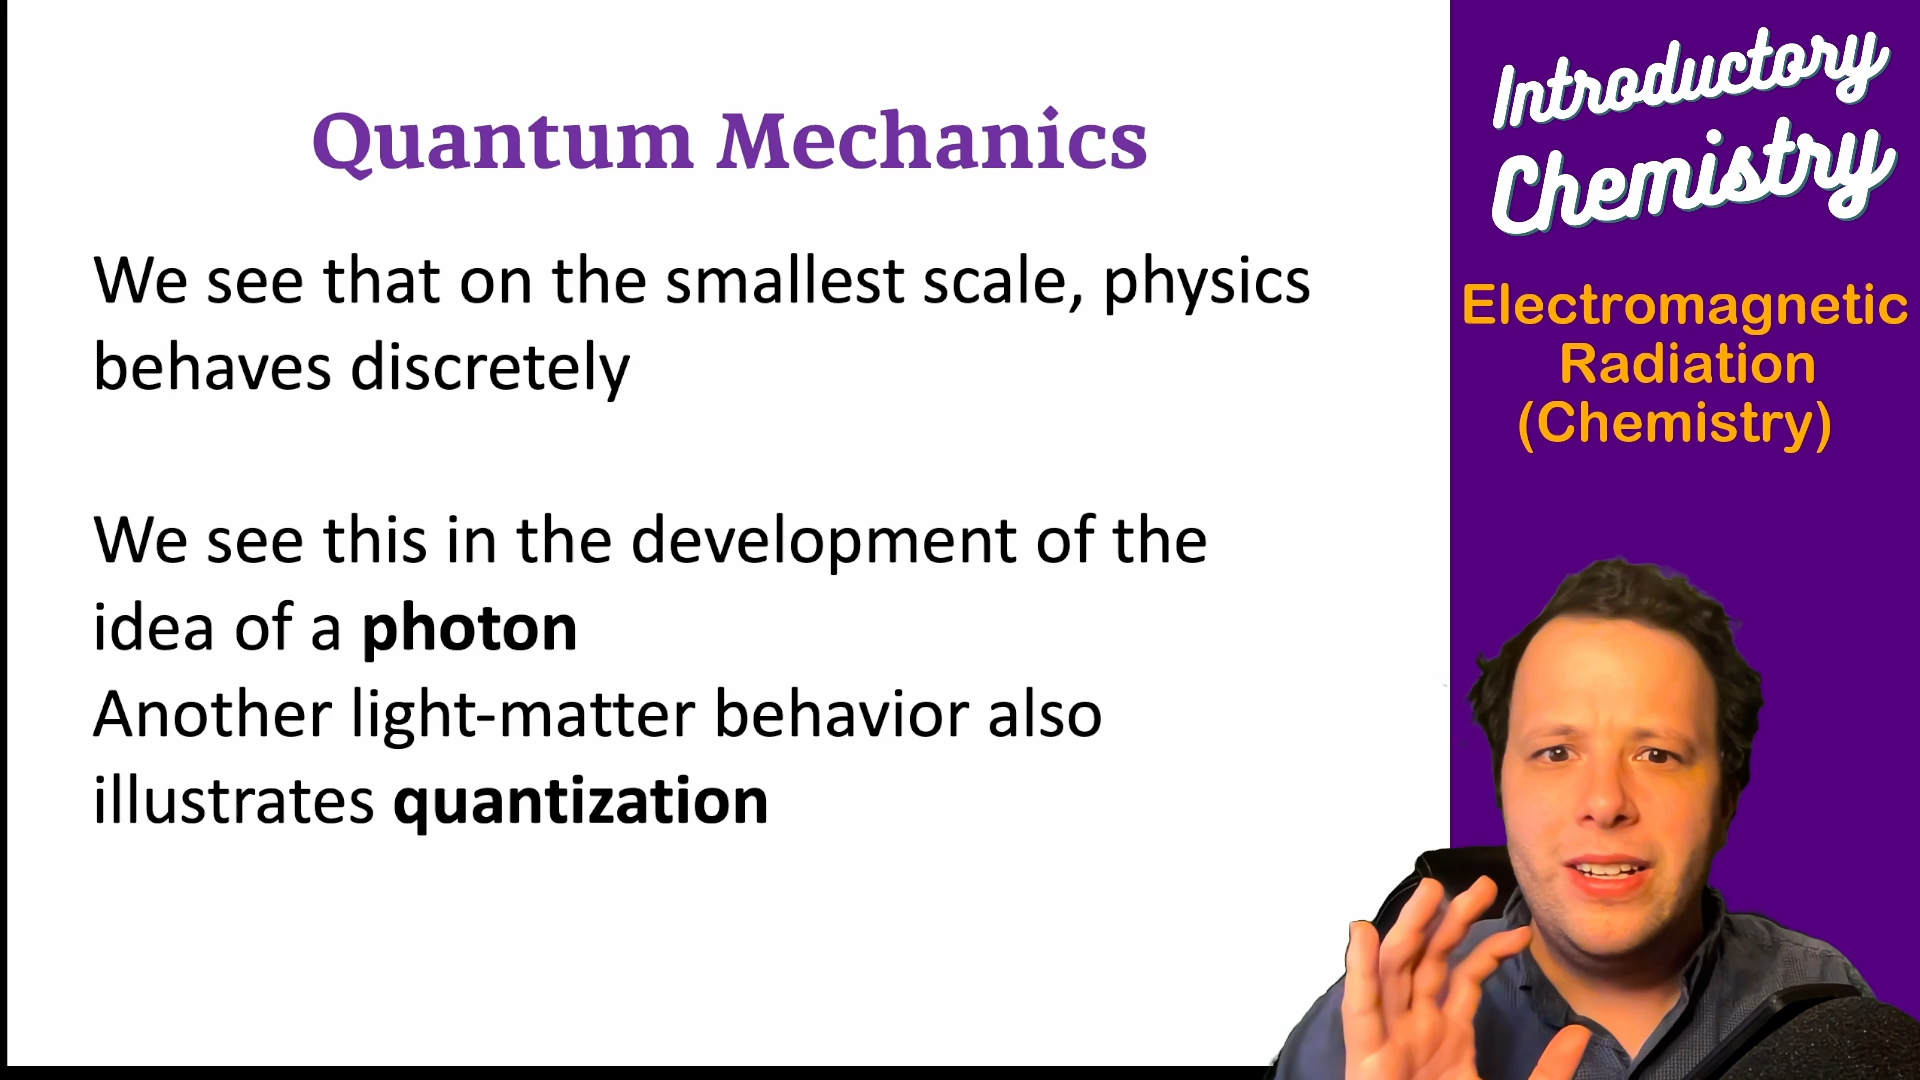 Quantum Mechanics
We see that on the smallest scale, physics
behaves discretely
We see this in the development of the
idea of a photon
Another light-matter behavior also
illustrates quantization
Introductory
Chemistry
Electromagnetic
Radiation
(Chemistry)